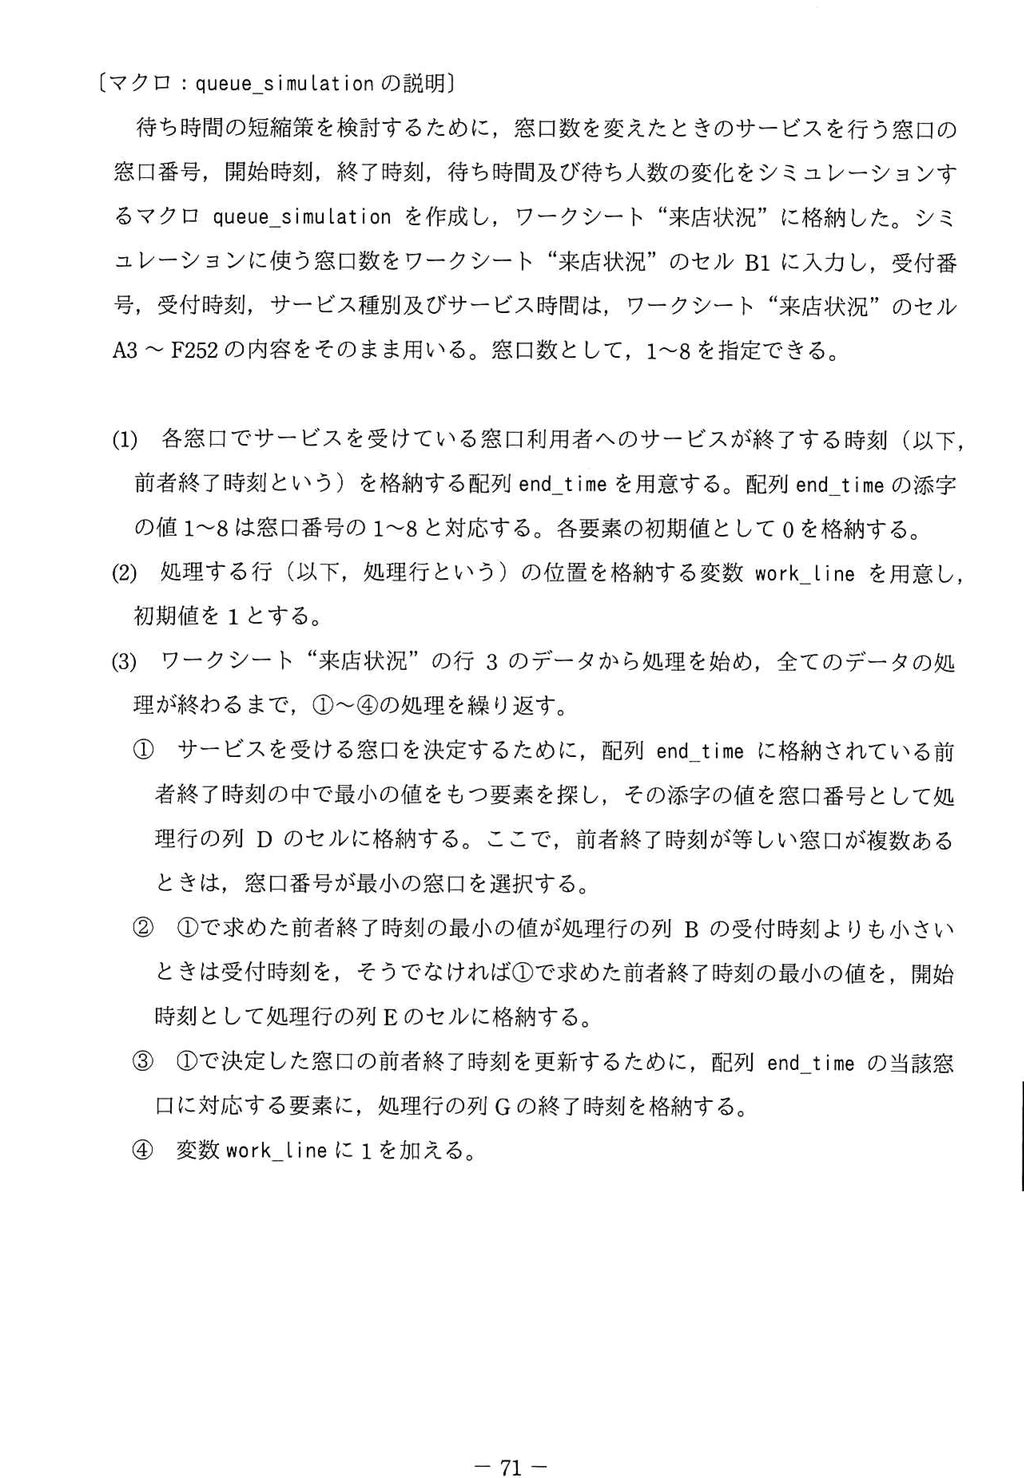 〔マクロ：queue_simulation の説明〕
待ち時間の短縮策を検討するために，窓口数を変えたときのサービスを行う窓口の
窓口番号，開始時刻，終了時刻，待ち時間及び待ち人数の変化をシミュレーションす
るマクロ queue_simulation を作成し，ワークシート“来店状況”に格納した。シミ
ュレーションに使う窓口数をワークシート“来店状況”のセル B1 に入力し，受付番
号，受付時刻，サービス種別及びサービス時間は，ワークシート“来店状況”のセル
A3 ～ F252 の内容をそのまま用いる。窓口数として，1～8 を指定できる。
(1) 各窓口でサービスを受けている窓口利用者へのサービスが終了する時刻（以下，
前者終了時刻という）を格納する配列 end_time を用意する。配列 end_time の添字
の値 1～8 は窓口番号の 1～8 と対応する。各要素の初期値として 0 を格納する。
(2) 処理する行（以下，処理行という）の位置を格納する変数 work_line を用意し，
初期値を 1 とする。
(3) ワークシート“来店状況”の行 3 のデータから処理を始め，全てのデータの処
理が終わるまで，①～④の処理を繰り返す。
① サービスを受ける窓口を決定するために，配列 end_time に格納されている前
者終了時刻の中で最小の値をもつ要素を探し，その添字の値を窓口番号として処
理行の列 D のセルに格納する。ここで，前者終了時刻が等しい窓口が複数ある
ときは，窓口番号が最小の窓口を選択する。
② ①で求めた前者終了時刻の最小の値が処理行の列 B の受付時刻よりも小さい
ときは受付時刻を，そうでなければ①で求めた前者終了時刻の最小の値を，開始
時刻として処理行の列 E のセルに格納する。
③ ①で決定した窓口の前者終了時刻を更新するために，配列 end_time の当該窓
口に対応する要素に，処理行の列 G の終了時刻を格納する。
④ 変数 work_line に 1 を加える。
－ 71 －